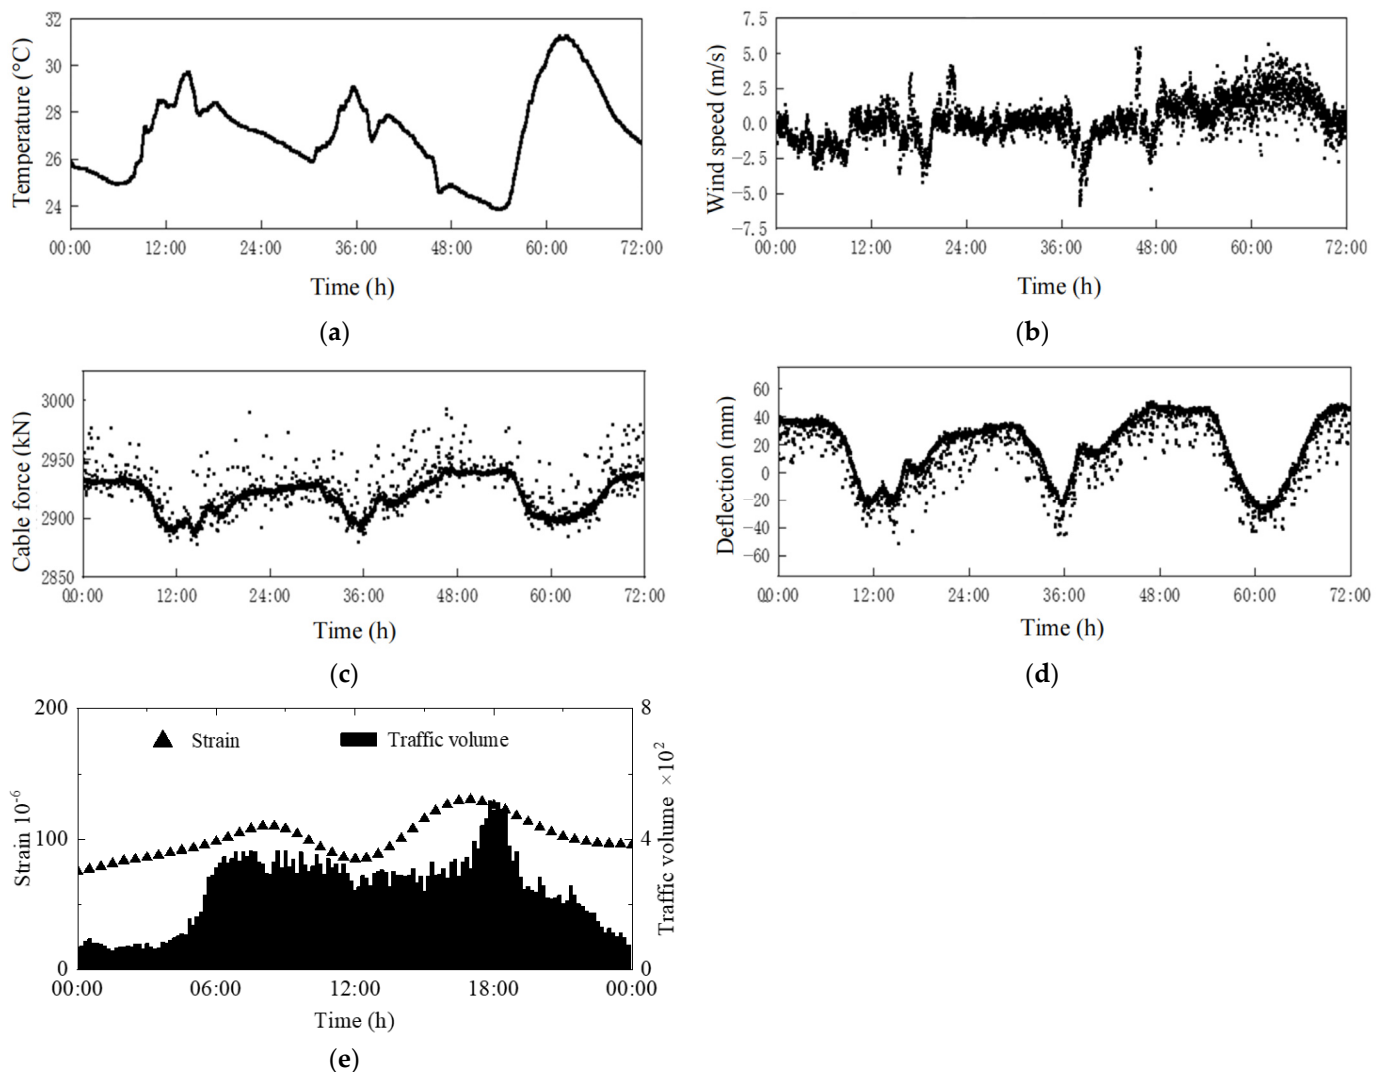 32
30
28
26
24
Temperature (°C)
00:00 12:00 24:00 36:00 48:00 60:00 72:00
Time (h)
(a)
7.5
5.0
2.5
0.0
−2.5
−5.0
−7.5
Wind speed (m/s)
00:00 12:00 24:00 36:00 48:00 60:00 72:00
Time (h)
(b)
3000
2950
2900
2850
Cable force (kN)
00:00 12:00 24:00 36:00 48:00 60:00 72:00
Time (h)
(c)
60
40
20
0
−20
−40
−60
Deflection (mm)
00:00 12:00 24:00 36:00 48:00 60:00 72:00
Time (h)
(d)
200
100
0
Strain 10-6
Strain Traffic volume
8
4
0
Traffic volume ×102
00:00 06:00 12:00 18:00 00:00
Time (h)
(e)